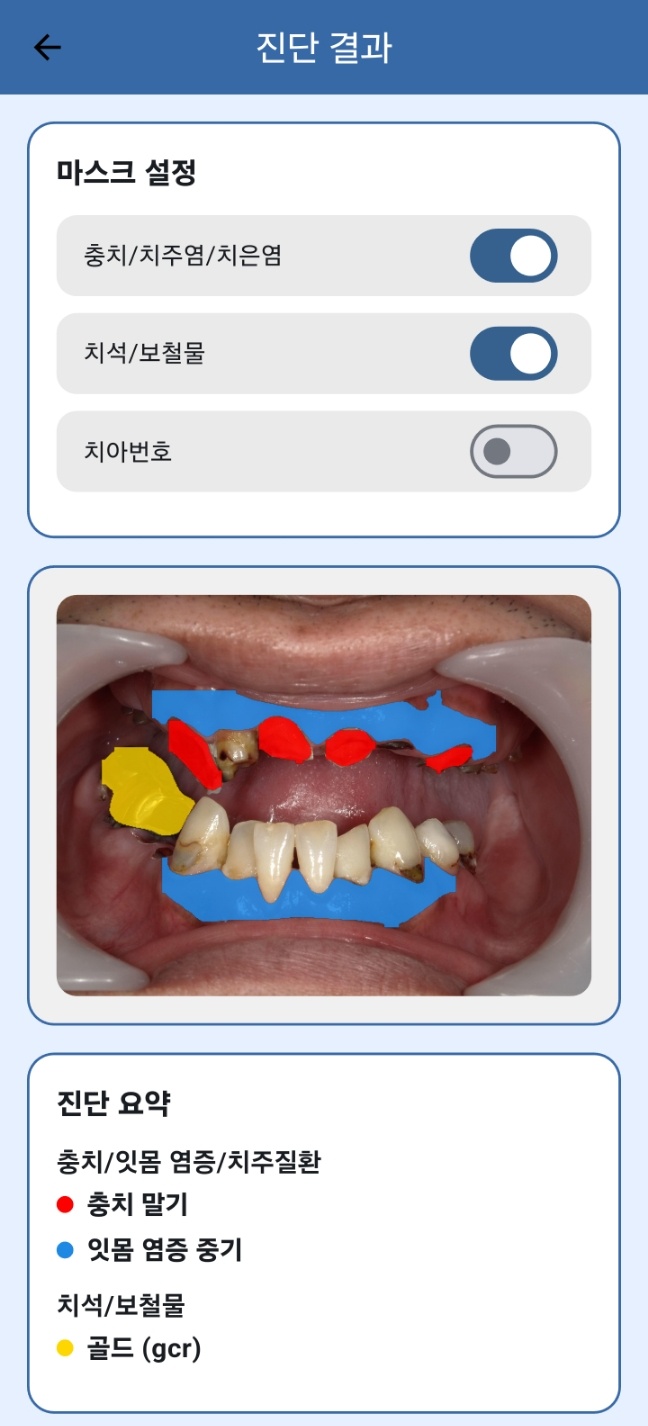 진단 결과
마스크 설정
충치/치주염/치은염
치석/보철물
치아번호
진단 요약
충치/잇몸 염증/치주질환
충치 말기
잇몸 염증 중기
치석/보철물
골드 (gcr)